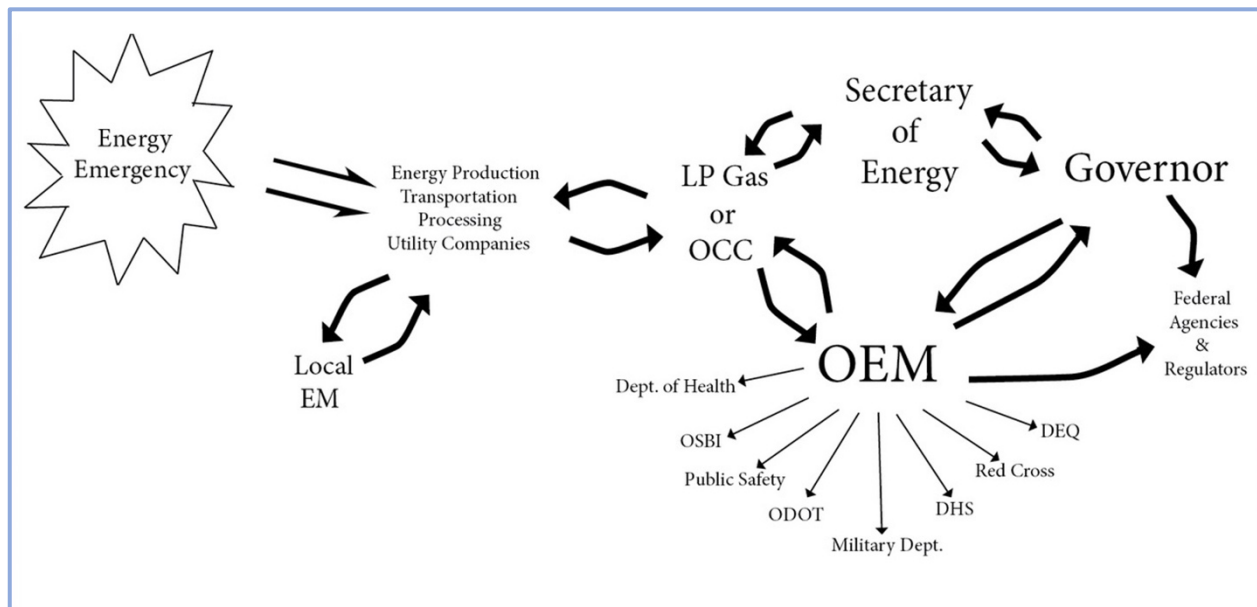 Energy
Emergency
Energy Production
Transportation
Processing
Utility Companies
Local
EM
LP Gas
or
OCC
Secretary
of
Energy
Governor
Federal
Agencies
&
Regulators
OEM
Dept. of Health
OSBI
Public Safety
ODOT
Military Dept.
DHS
Red Cross
DEQ